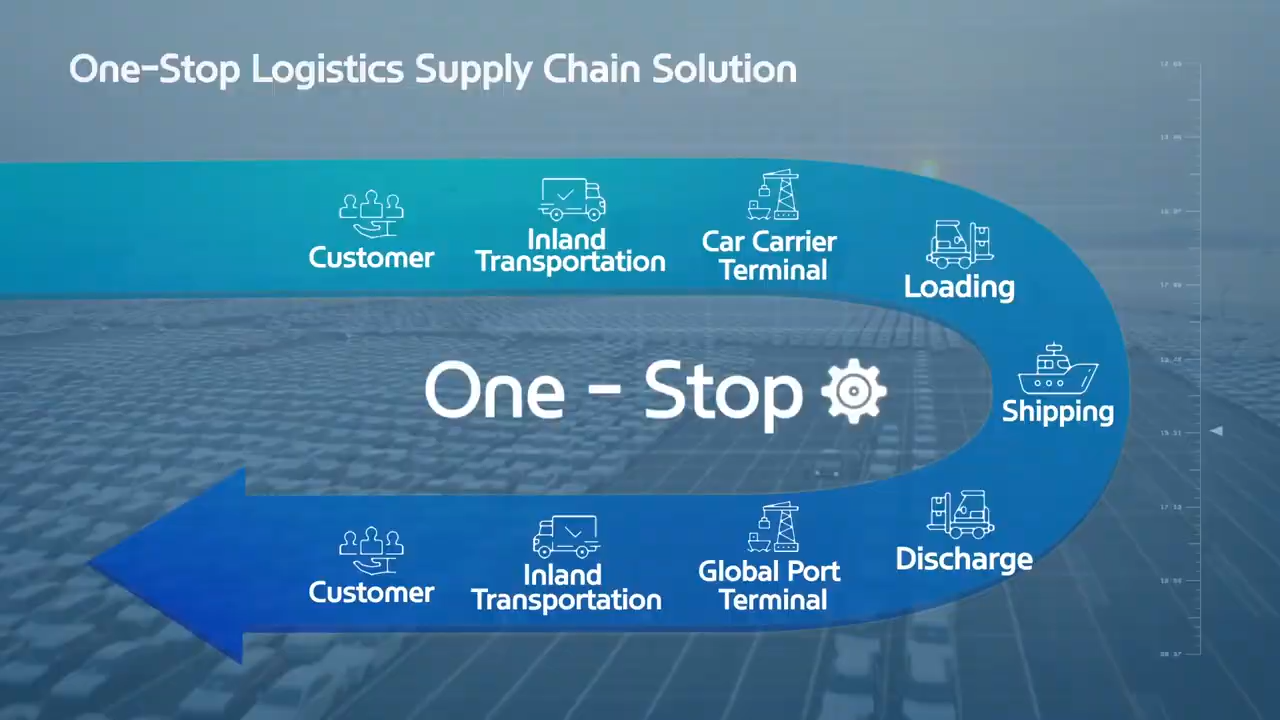 One-Stop Logistics Supply Chain Solution
Customer
Inland
Transportation
Car Carrier
Terminal
Loading
Shipping
One - Stop
Discharge
Global Port
Terminal
Inland
Transportation
Customer